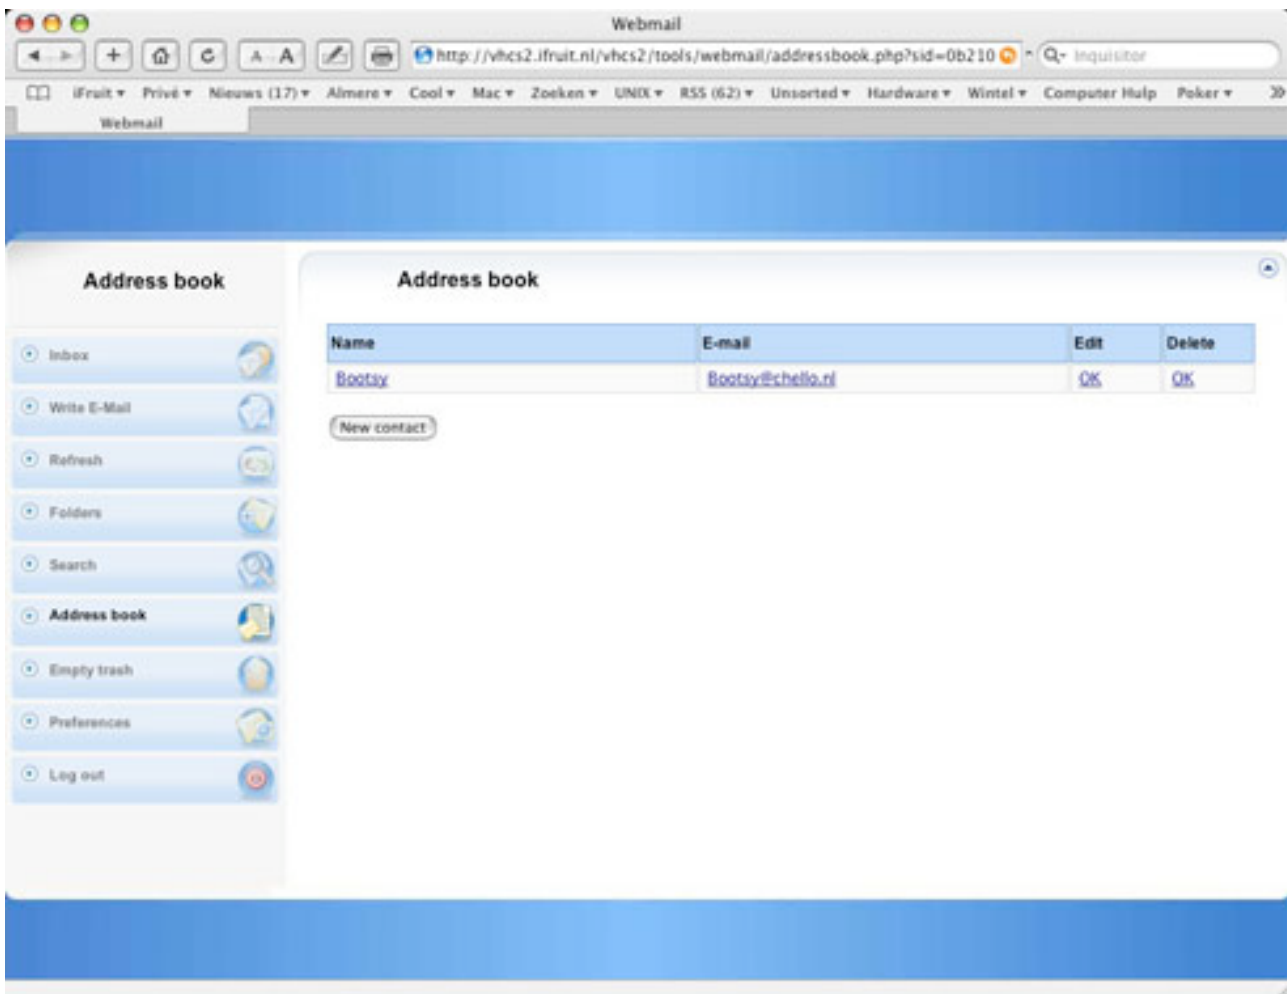 Webmail
A A http://vhcs2.ifruit.nl/vhcs2/tools/webmail/addressbook.php?sid=0b210 Inquisitor
iFruit Privé Nieuws (17) Almere Cool Mac Zoeken UNIX RSS (62) Unsorted Hardware Wintel Computer Hulp Poker
Webmail
Address book
Inbox
Write E-Mail
Refresh
Folders
Search
Address book
Empty trash
Preferences
Log out
Address book
Name E-mail Edit Delete
Bootsy Bootsy@chello.nl OK OK
New contact